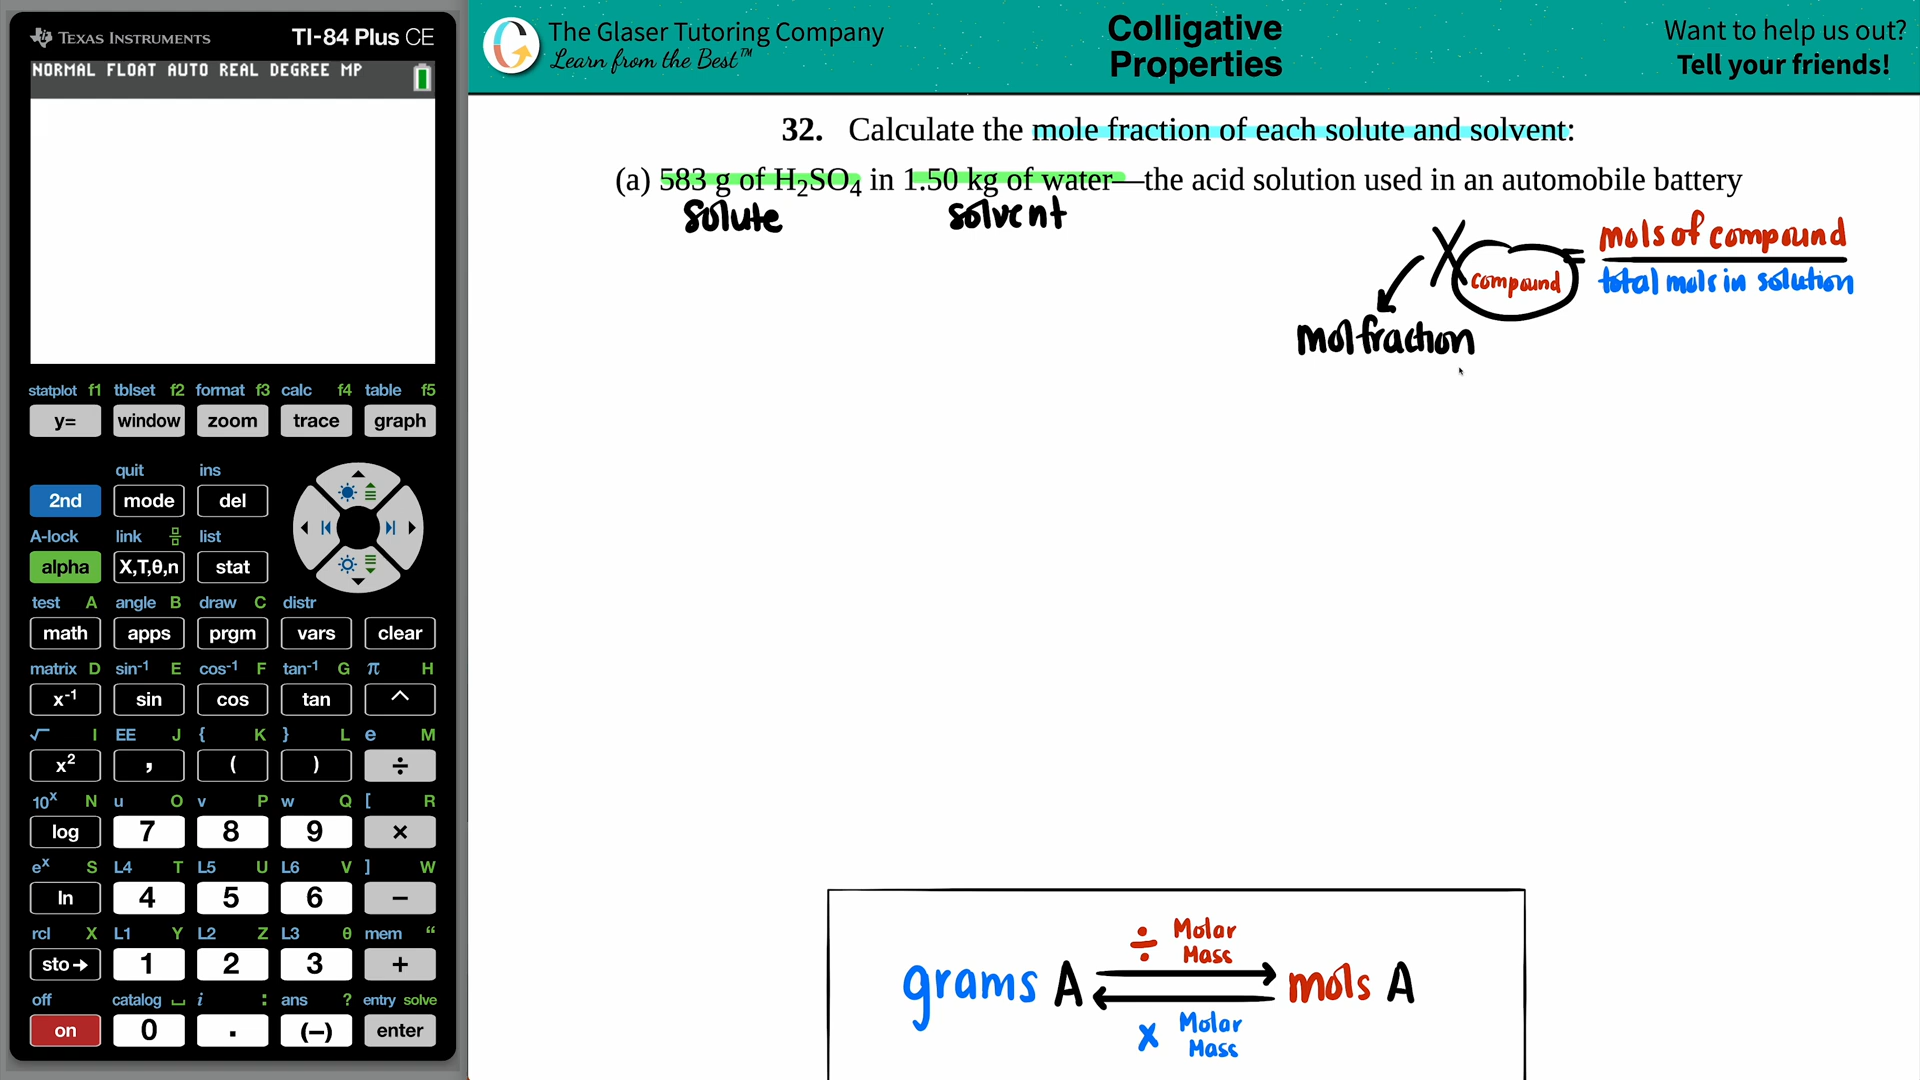 TEXAS INSTRUMENTS TI-84 Plus CE
NORMAL FLOAT AUTO REAL DEGREE MP
statplot f1 tblset f2 format f3 calc f4 table f5
y= window zoom trace graph
quit ins
2nd mode del
A-lock link list
alpha X,T,θ,n stat
test A angle B draw C distr
math apps prgm vars clear
matrix D sin⁻¹ E cos⁻¹ F tan⁻¹ G π H
x⁻¹ sin cos tan ^
√ I EE J { K } L e M
x² , ( ) ÷
10ˣ N u O v P w Q [ R
log 7 8 9 ×
eˣ S L4 T L5 U L6 V ] W
ln 4 5 6 −
rcl X L1 Y L2 Z L3 θ mem “
sto→ 1 2 3 +
off catalog ⎵ i : ans ? entry solve
on 0 . (−) enter
The Glaser Tutoring Company
Learn from the Best™
Colligative
Properties
Want to help us out?
Tell your friends!
32. Calculate the mole fraction of each solute and solvent:
(a) 583 g of H₂SO₄ in 1.50 kg of water—the acid solution used in an automobile battery
solute solvent
X compound = mols of compound
total mols in solution
mol fraction
÷ Molar
Mass
grams A mols A
x Molar
Mass